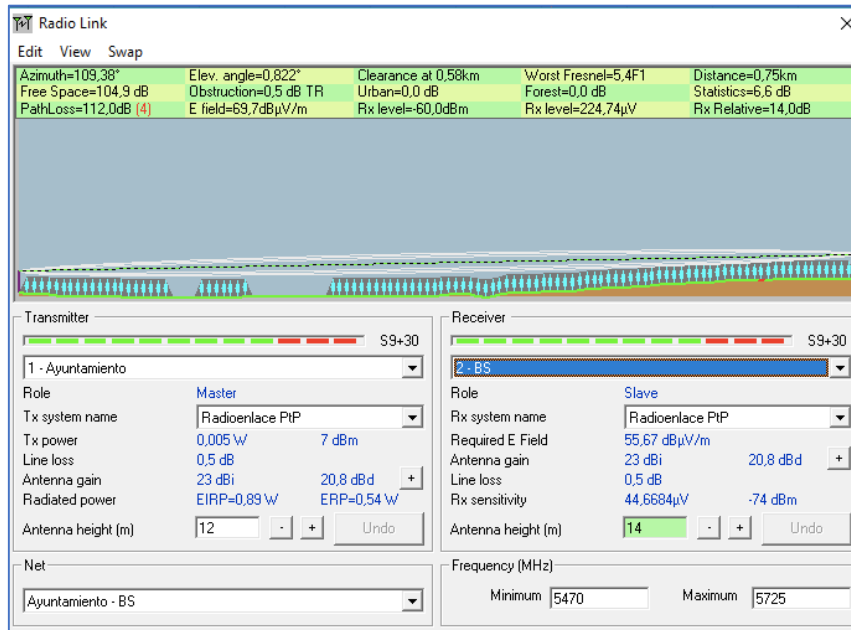 Radio Link
Edit View Swap
Azimuth=109,38° Elev. angle=0,822° Clearance at 0,58km Worst Fresnel=5,4F1 Distance=0,75km
Free Space=104,9 dB Obstruction=0,5 dB TR Urban=0,0 dB Forest=0,0 dB Statistics=6,6 dB
PathLoss=112,0dB (4) E field=69,7dBµV/m Rx level=-60,0dBm Rx level=224,74µV Rx Relative=14,0dB
Transmitter
S9+30
1 - Ayuntamiento
Role Master
Tx system name Radioenlace PtP
Tx power 0,005 W 7 dBm
Line loss 0,5 dB
Antenna gain 23 dBi 20,8 dBd +
Radiated power EIRP=0,89 W ERP=0,54 W
Antenna height (m) 12 - + Undo
Receiver
S9+30
2 - BS
Role Slave
Rx system name Radioenlace PtP
Required E Field 55,67 dBµV/m
Antenna gain 23 dBi 20,8 dBd +
Line loss 0,5 dB
Rx sensitivity 44,6684µV -74 dBm
Antenna height (m) 14 - + Undo
Net
Ayuntamiento - BS
Frequency (MHz)
Minimum 5470 Maximum 5725